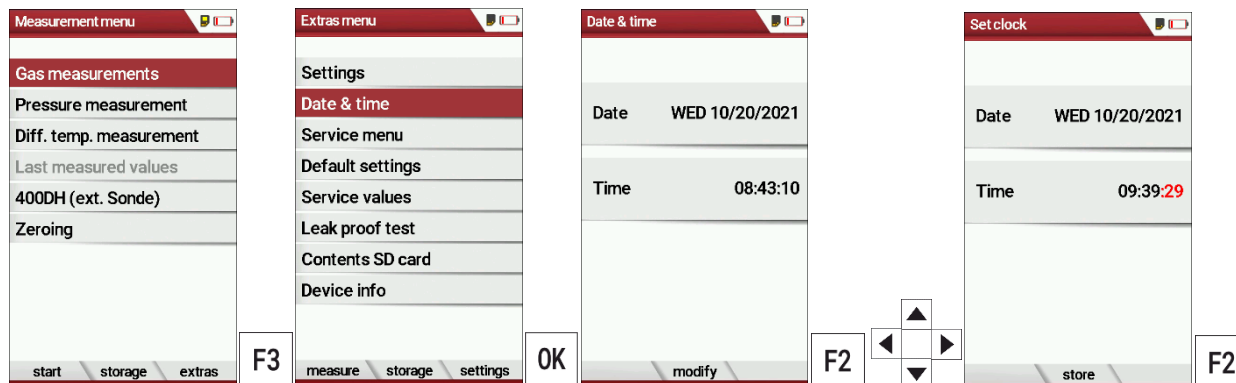 Measurement menu
Gas measurements
Pressure measurement
Diff. temp. measurement
Last measured values
400DH (ext. Sonde)
Zeroing
start storage extras
F3
Extras menu
Settings
Date & time
Service menu
Default settings
Service values
Leak proof test
Contents SD card
Device info
measure storage settings
OK
Date & time
Date WED 10/20/2021
Time 08:43:10
modify
F2
Set clock
Date WED 10/20/2021
Time 09:39:29
store
F2